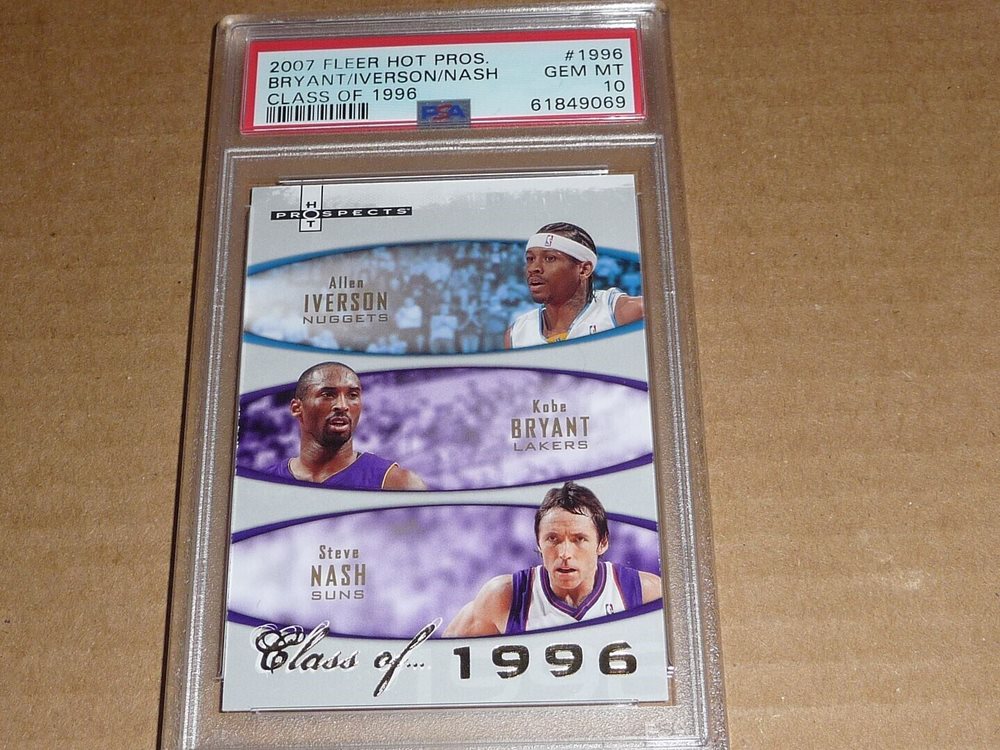 2007 FLEER HOT PROS. #1996
BRYANT/IVERSON/NASH GEM MT
CLASS OF 1996 10
PSA 61849069
HOT
PROSPECTS
Allen
IVERSON
NUGGETS
Kobe
BRYANT
LAKERS
Steve
NASH
SUNS
Class of... 1996